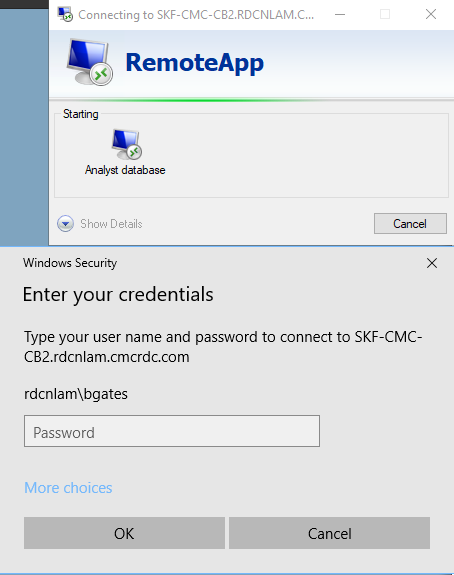 Connecting to SKF-CMC-CB2.RDCNLAM.C...
RemoteApp
Starting
Analyst database
Show Details
Cancel
Windows Security
Enter your credentials
Type your user name and password to connect to SKF-CMC-
CB2.rdcnlam.cmcrdc.com
rdcnlam\bgates
Password
More choices
OK
Cancel